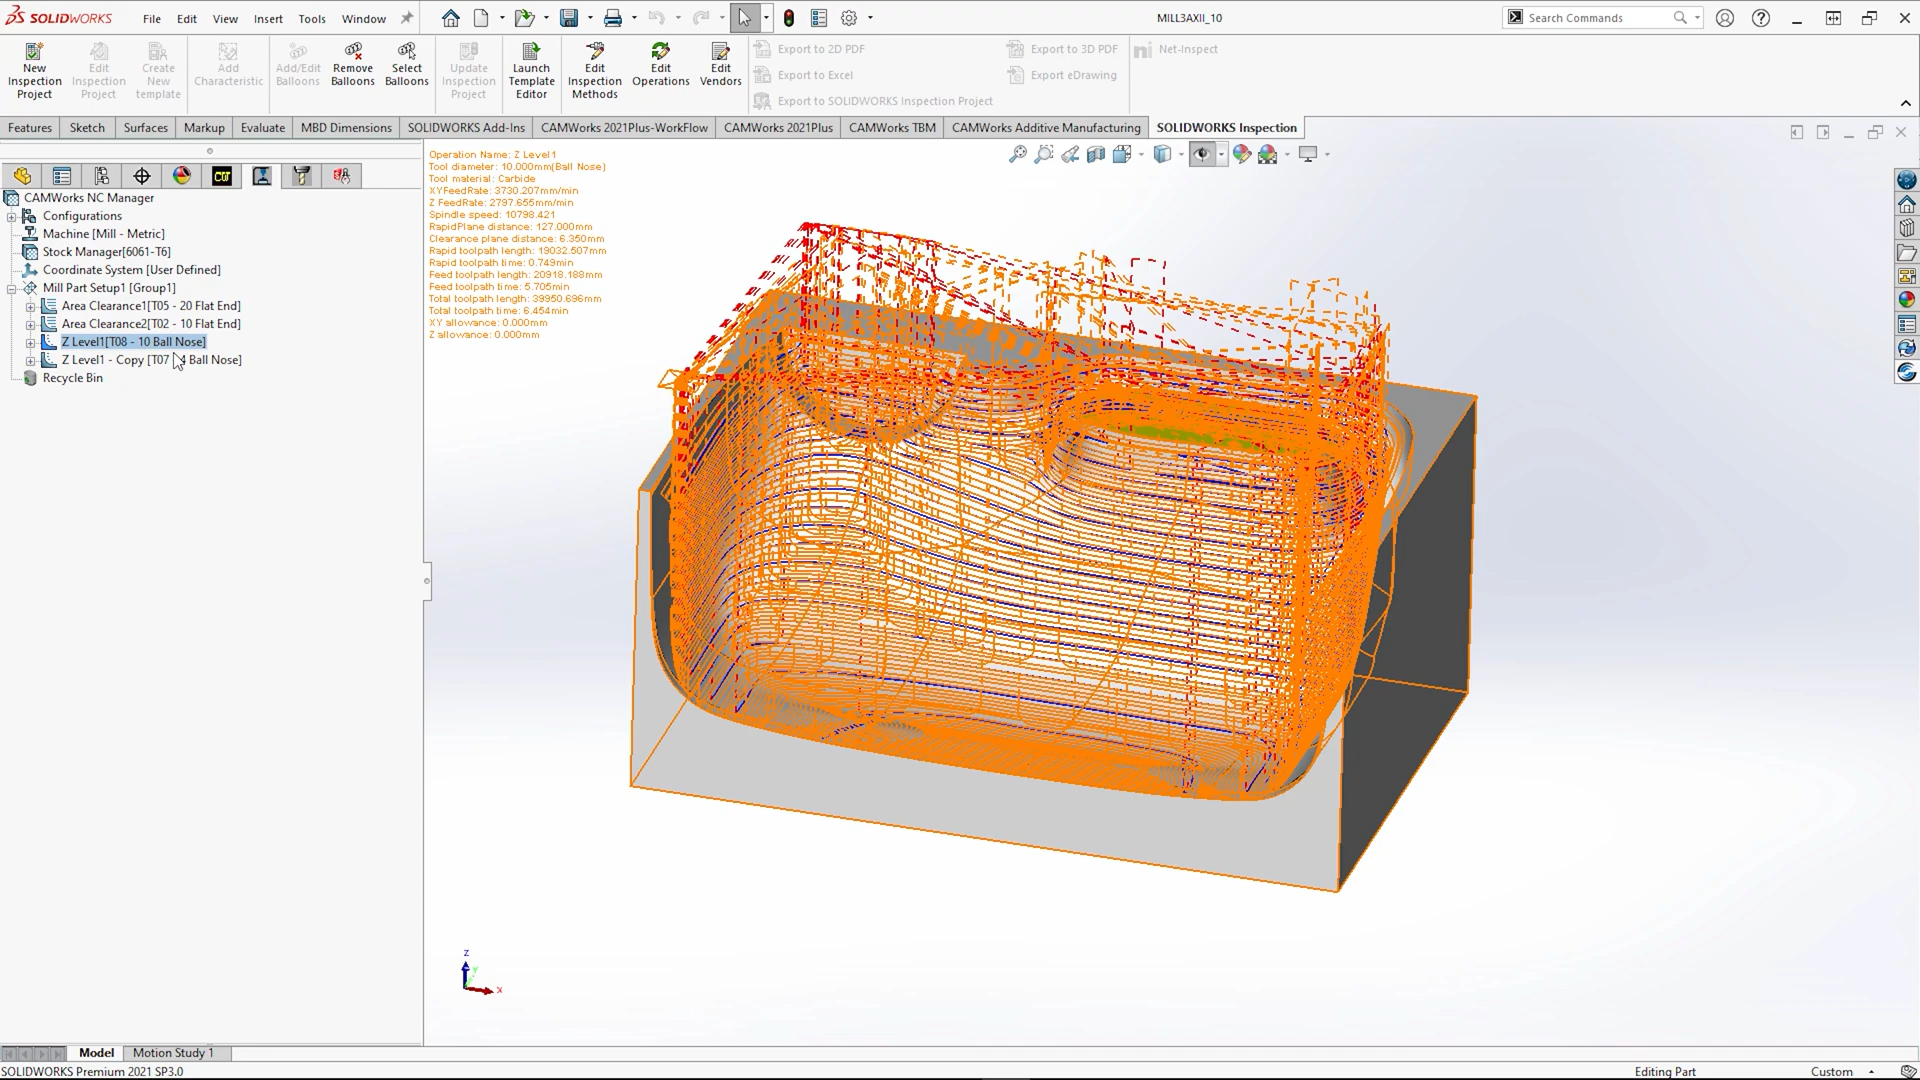 SOLIDWORKS File Edit View Insert Tools Window MILL3AXII_10 Search Commands
New Inspection Project
Edit Inspection Project
Create New template
Add Characteristic
Add/Edit Balloons
Remove Balloons
Select Balloons
Update Inspection Project
Launch Template Editor
Edit Inspection Methods
Edit Operations
Edit Vendors
Export to 2D PDF
Export to Excel
Export to SOLIDWORKS Inspection Project
Export to 3D PDF
Export eDrawing
Net-Inspect
Features Sketch Surfaces Markup Evaluate MBD Dimensions SOLIDWORKS Add-Ins CAMWorks 2021Plus-WorkFlow CAMWorks 2021Plus CAMWorks TBM CAMWorks Additive Manufacturing SOLIDWORKS Inspection
CAMWorks NC Manager
Configurations
Machine [Mill - Metric]
Stock Manager[6061-T6]
Coordinate System [User Defined]
Mill Part Setup1 [Group1]
Area Clearance1[T05 - 20 Flat End]
Area Clearance2[T02 - 10 Flat End]
Z Level1[T08 - 10 Ball Nose]
Z Level1 - Copy [T07 Ball Nose]
Recycle Bin
Operation Name: Z Level1
Tool diameter: 10.000mm(Ball Nose)
Tool material: Carbide
XYFeedRate: 3730.207mm/min
Z FeedRate: 2797.655mm/min
Spindle speed: 10798.421
RapidPlane distance: 127.000mm
Clearance plane distance: 6.350mm
Rapid toolpath length: 19032.507mm
Rapid toolpath time: 0.749min
Feed toolpath length: 20918.188mm
Feed toolpath time: 5.705min
Total toolpath length: 39950.696mm
Total toolpath time: 6.454min
XY allowance: 0.000mm
Z allowance: 0.000mm
Z
Y
X
Model Motion Study 1
SOLIDWORKS Premium 2021 SP3.0 Editing Part Custom